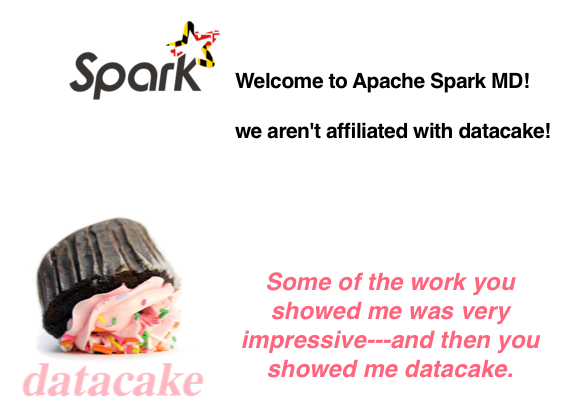 Spark
Welcome to Apache Spark MD!
we aren't affiliated with datacake!
Some of the work you
showed me was very
impressive---and then you
showed me datacake.
datacake